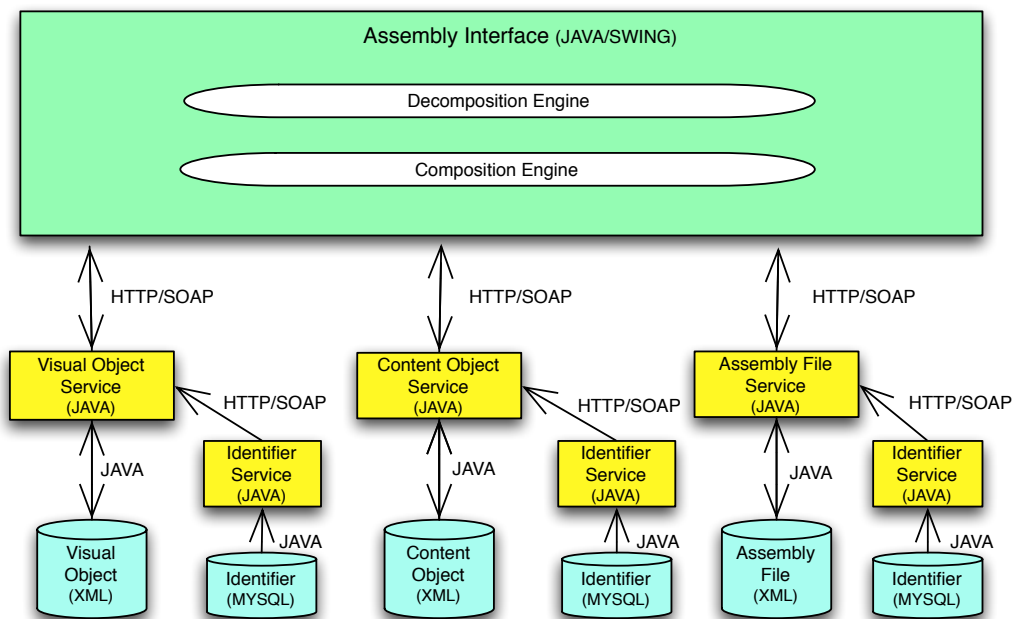 Assembly Interface (JAVA/SWING)
Decomposition Engine
Composition Engine
HTTP/SOAP
HTTP/SOAP
HTTP/SOAP
Visual Object
Service
(JAVA)
Content Object
Service
(JAVA)
Assembly File
Service
(JAVA)
HTTP/SOAP
HTTP/SOAP
HTTP/SOAP
JAVA
Identifier
Service
(JAVA)
JAVA
Identifier
Service
(JAVA)
JAVA
Identifier
Service
(JAVA)
JAVA
JAVA
JAVA
Visual
Object
(XML)
Identifier
(MYSQL)
Content
Object
(XML)
Identifier
(MYSQL)
Assembly
File
(XML)
Identifier
(MYSQL)